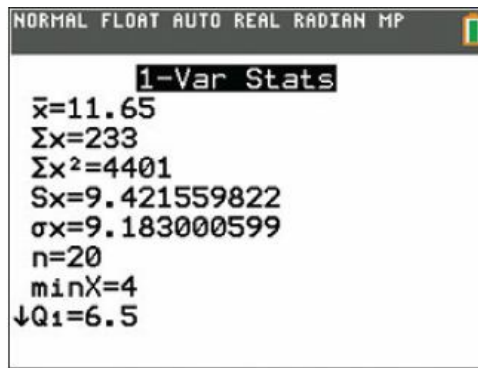 NORMAL FLOAT AUTO REAL RADIAN MP
1-Var Stats
x̄=11.65
Σx=233
Σx²=4401
Sx=9.421559822
σx=9.183000599
n=20
minX=4
↓Q₁=6.5